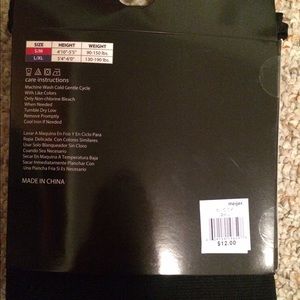 SIZE HEIGHT WEIGHT
S/M 4'10"-5'5" 90-150 lbs.
L/XL 5'4"-6'0" 130-190 lbs.
care instructions
Machine Wash Cold Gentle Cycle
With Like Colors
Only Non-chlorine Bleach
When Needed
Tumble Dry Low
Remove Promptly
Cool Iron if Needed
Lavar A Maquina En Frio Y En Ciclo Para
Ropa Delicada Con Colores Similares
Use Solo Blanqueador Sin Cloro
Cuando Sea Necesario
Secar En Maquina A Temperatura Baja
Sacar Immediatamente Planchar Con
Una Plancha Fria Si Es Necesario
MADE IN CHINA
meijer
$12.00